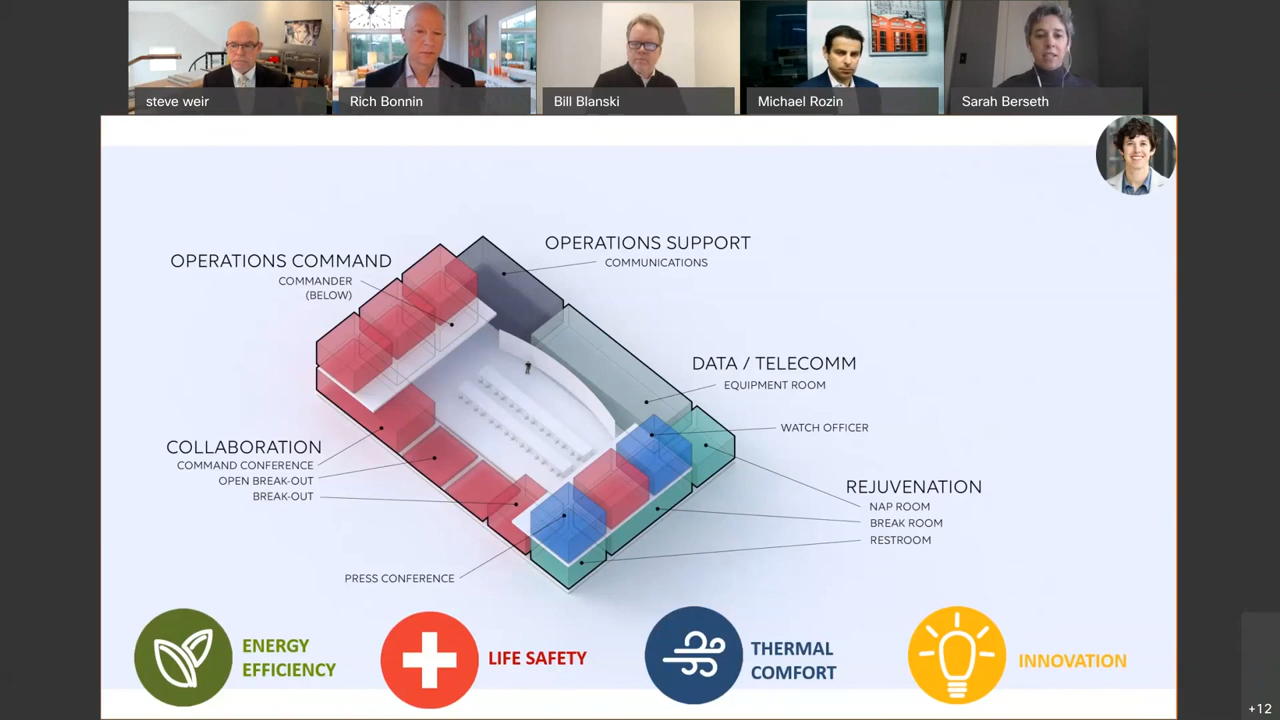 steve weir
Rich Bonnin
Bill Blanski
Michael Rozin
Sarah Berseth
OPERATIONS COMMAND
COMMANDER
(BELOW)
OPERATIONS SUPPORT
COMMUNICATIONS
DATA / TELECOMM
EQUIPMENT ROOM
WATCH OFFICER
COLLABORATION
COMMAND CONFERENCE
OPEN BREAK-OUT
BREAK-OUT
REJUVENATION
NAP ROOM
BREAK ROOM
RESTROOM
PRESS CONFERENCE
ENERGY
EFFICIENCY
LIFE SAFETY
THERMAL
COMFORT
INNOVATION
+12